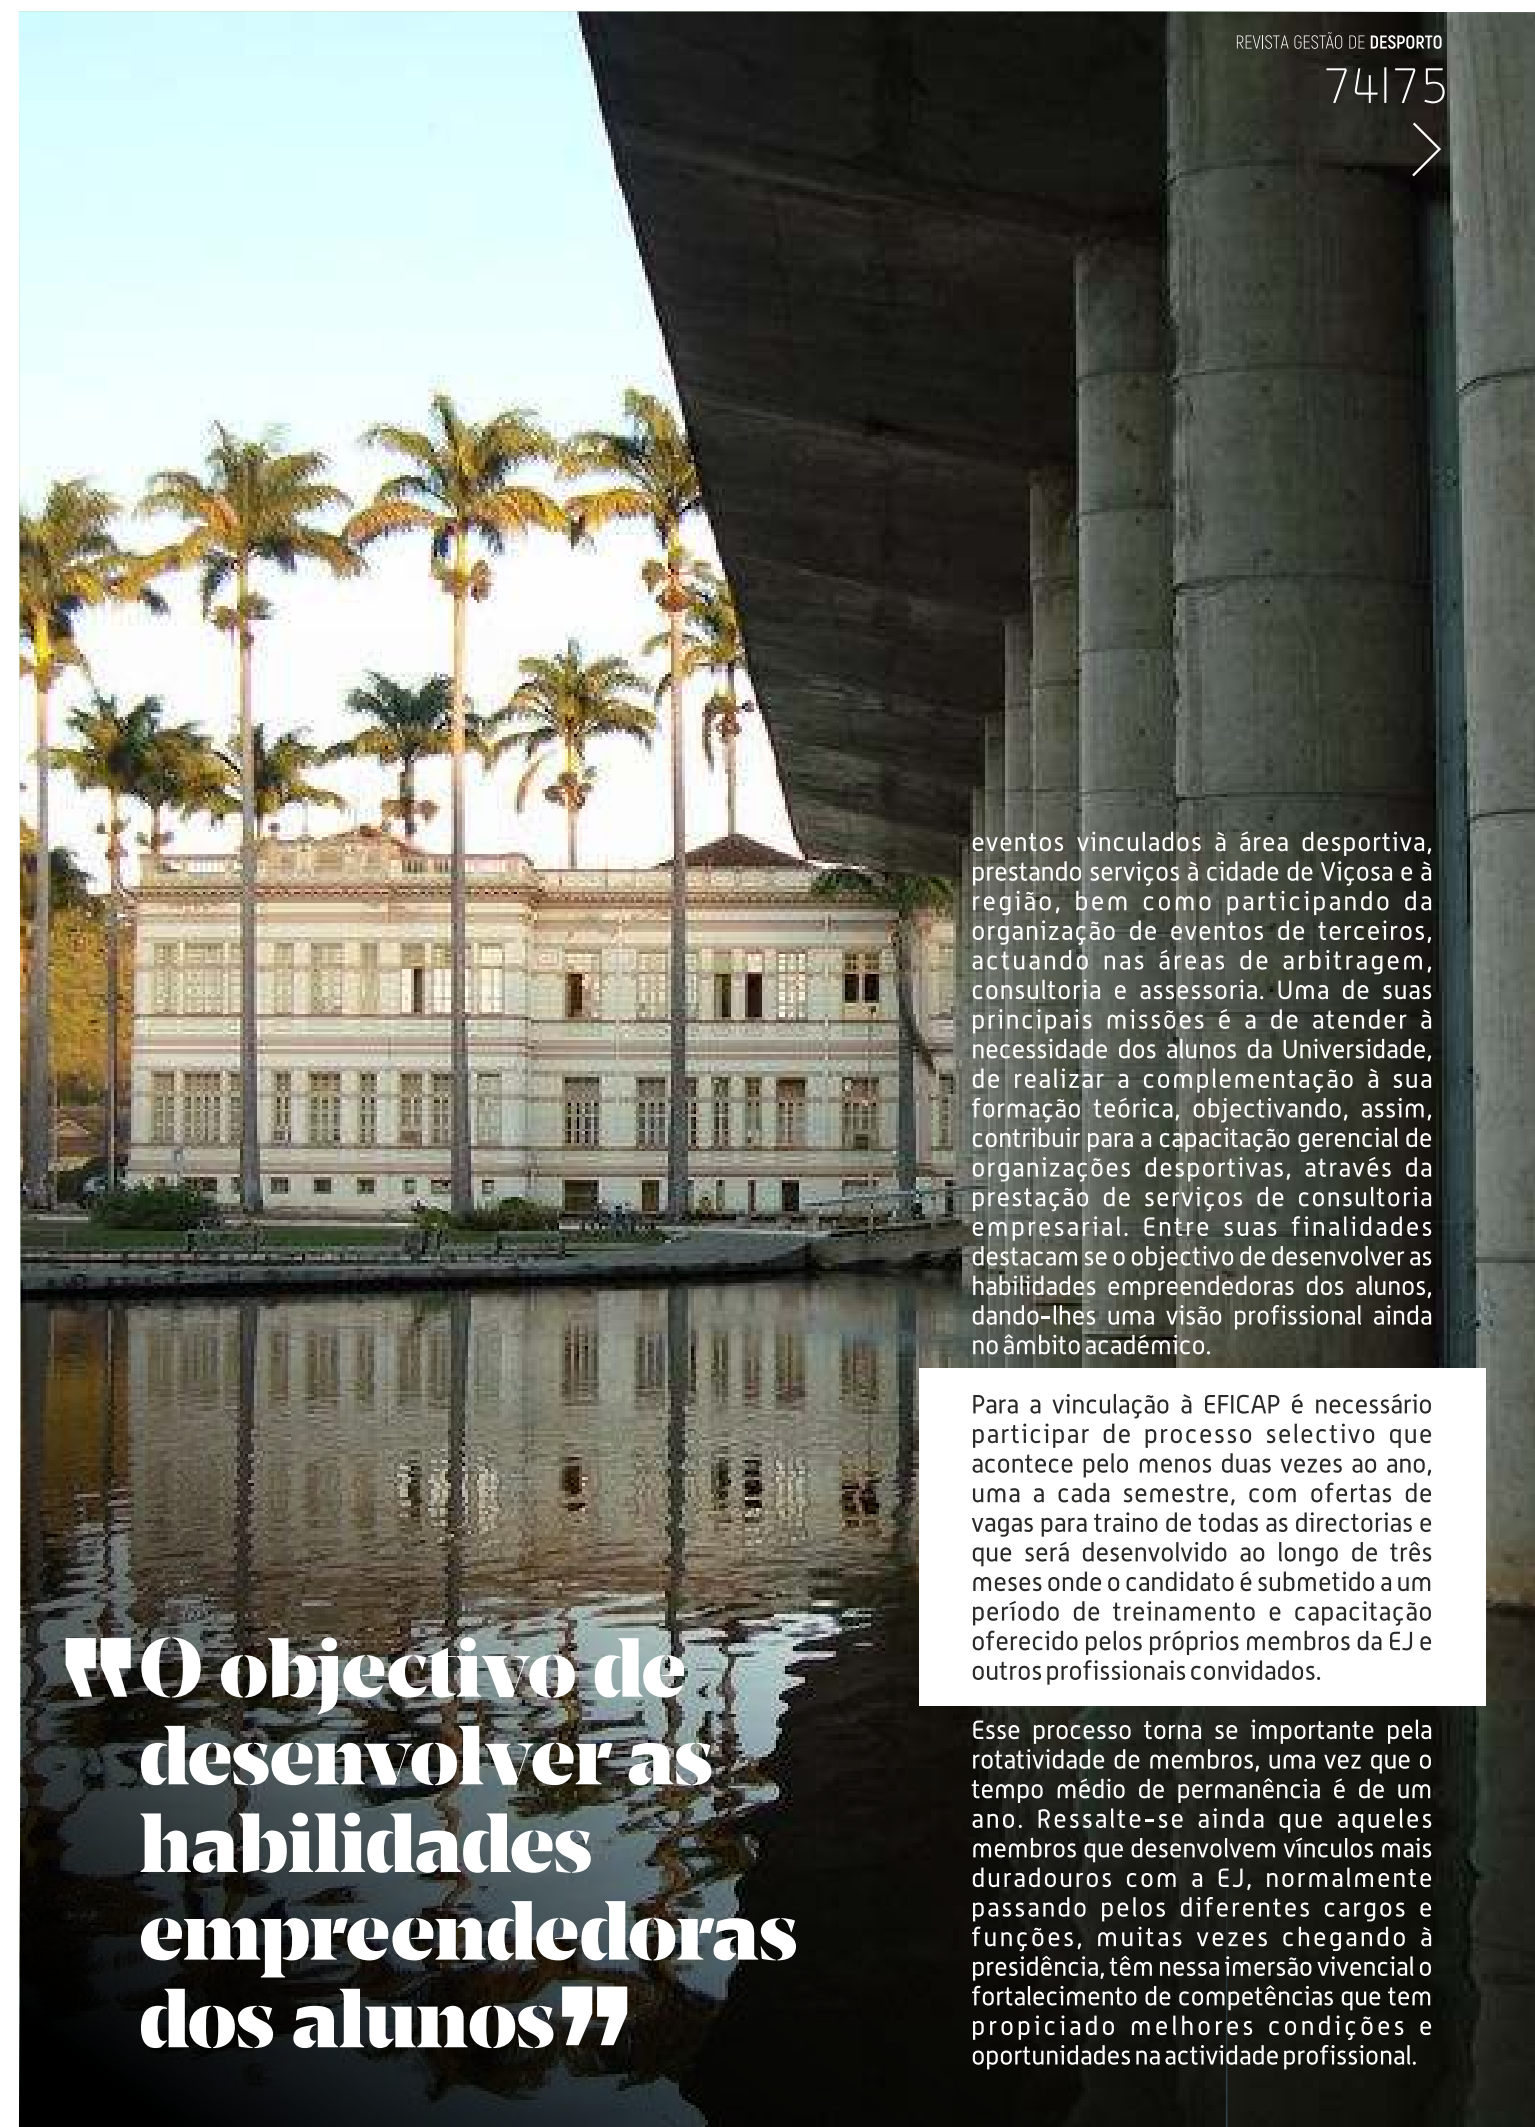 REVISTA GESTÃO DE DESPORTO
74|75
eventos vinculados à área desportiva,
prestando serviços à cidade de Viçosa e à
região, bem como participando da
organização de eventos de terceiros,
actuando nas áreas de arbitragem,
consultoria e assessoria. Uma de suas
principais missões é a de atender à
necessidade dos alunos da Universidade,
de realizar a complementação à sua
formação teórica, objectivando, assim,
contribuir para a capacitação gerencial de
organizações desportivas, através da
prestação de serviços de consultoria
empresarial. Entre suas finalidades
destacam se o objectivo de desenvolver as
habilidades empreendedoras dos alunos,
dando-lhes uma visão profissional ainda
no âmbito académico.
Para a vinculação à EFICAP é necessário
participar de processo selectivo que
acontece pelo menos duas vezes ao ano,
uma a cada semestre, com ofertas de
vagas para traino de todas as directorias e
que será desenvolvido ao longo de três
meses onde o candidato é submetido a um
período de treinamento e capacitação
oferecido pelos próprios membros da EJ e
outros profissionais convidados.
Esse processo torna se importante pela
rotatividade de membros, uma vez que o
tempo médio de permanência é de um
ano. Ressalte-se ainda que aqueles
membros que desenvolvem vínculos mais
duradouros com a EJ, normalmente
passando pelos diferentes cargos e
funções, muitas vezes chegando à
presidência, têm nessa imersão vivencial o
fortalecimento de competências que tem
propiciado melhores condições e
oportunidades na actividade profissional.
"O objectivo de
desenvolver as
habilidades
empreendedoras
dos alunos"